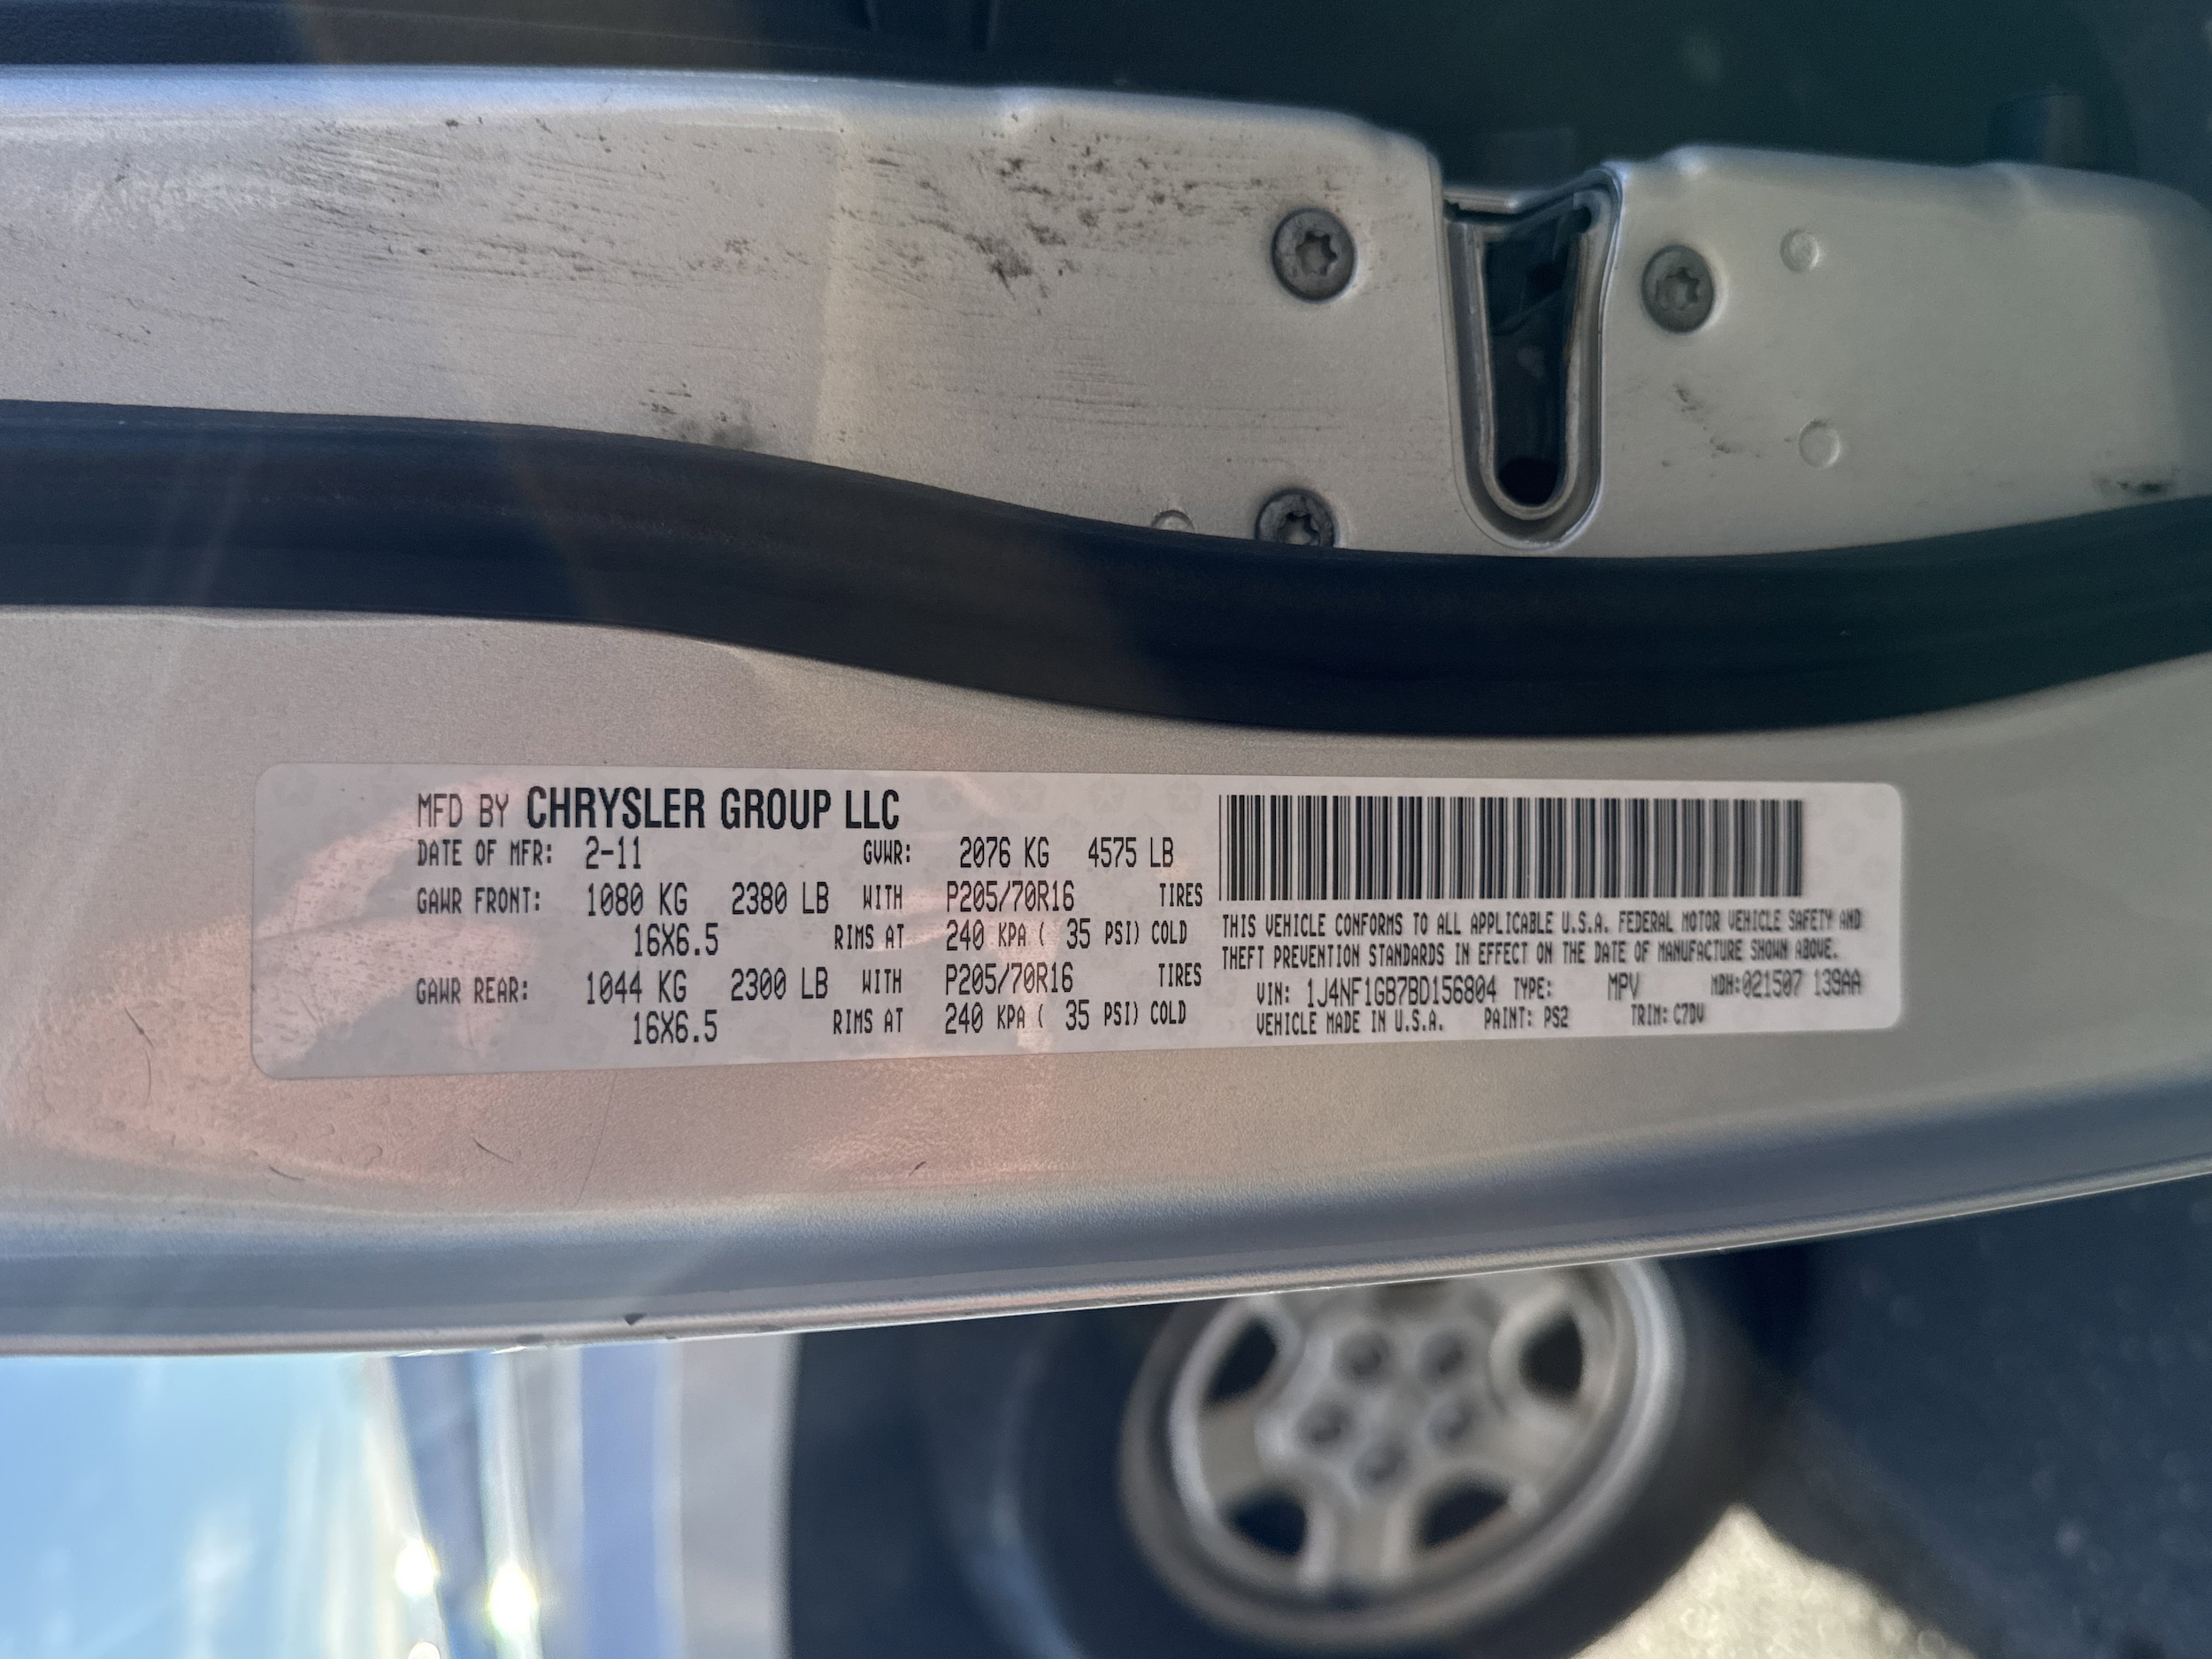 MFD BY CHRYSLER GROUP LLC
DATE OF MFR: 2-11 GVWR: 2076 KG 4575 LB
GAWR FRONT: 1080 KG 2380 LB WITH P205/70R16 TIRES
16X6.5 RIMS AT 240 KPA ( 35 PSI) COLD
GAWR REAR: 1044 KG 2300 LB WITH P205/70R16 TIRES
16X6.5 RIMS AT 240 KPA ( 35 PSI) COLD
THIS VEHICLE CONFORMS TO ALL APPLICABLE U.S.A. FEDERAL MOTOR VEHICLE SAFETY AND
THEFT PREVENTION STANDARDS IN EFFECT ON THE DATE OF MANUFACTURE SHOWN ABOVE.
VIN: 1J4NF1GB7BD156804 TYPE: MPV MDH:021507 139AA
VEHICLE MADE IN U.S.A. PAINT: PS2 TRIM: C7DV